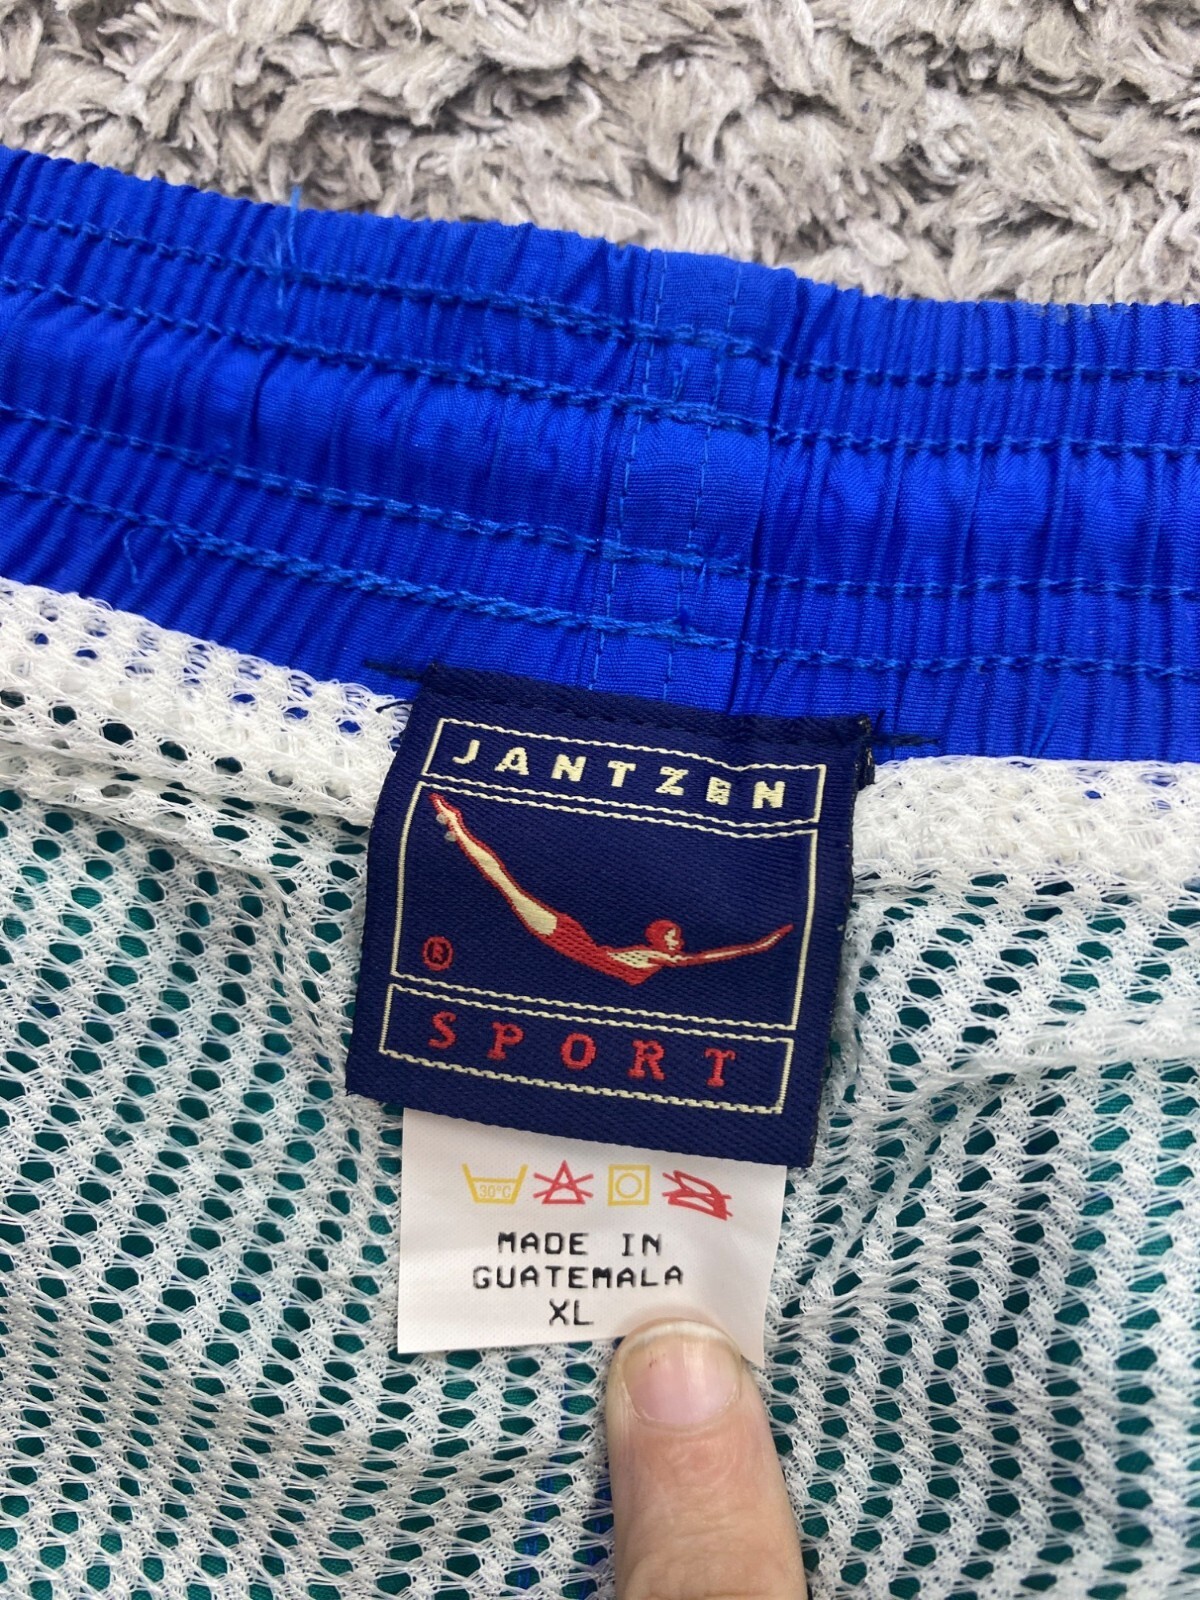 JANTZEN
®
SPORT
30°C
MADE IN
GUATEMALA
XL